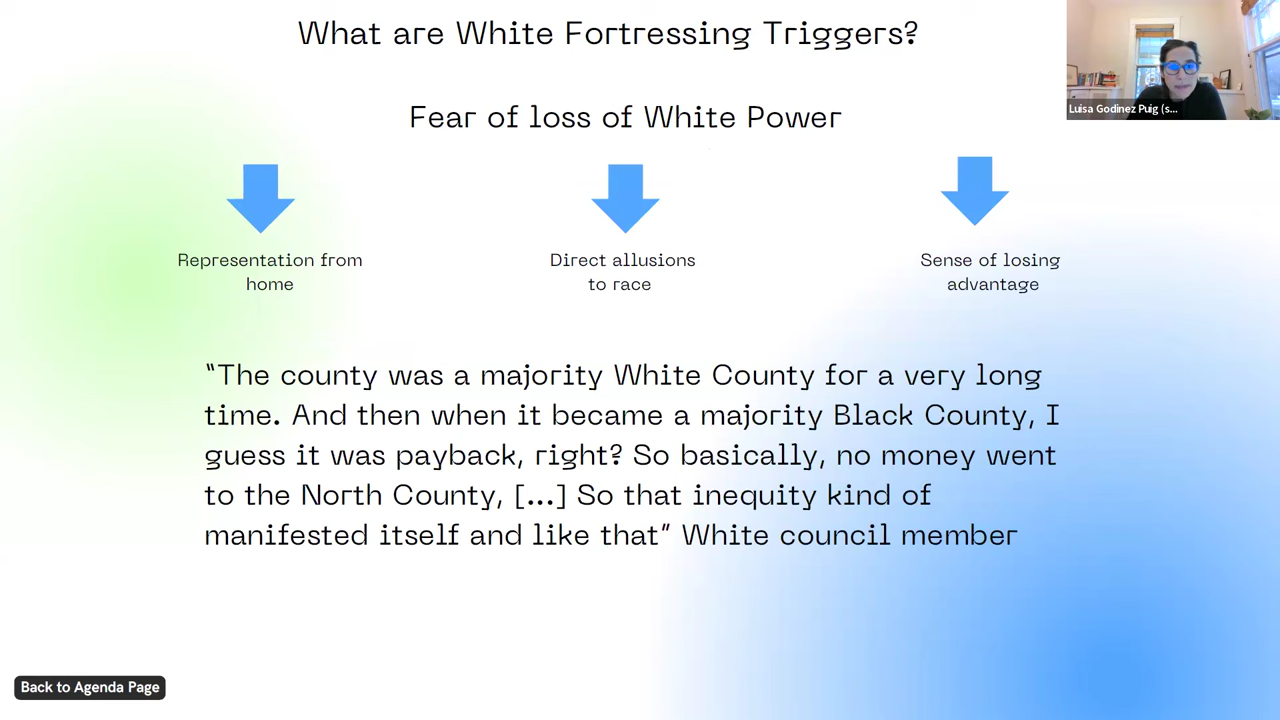 What are White Fortressing Triggers?
Luisa Godinez Puig (s...
Fear of loss of White Power
Representation from
home
Direct allusions
to race
Sense of losing
advantage
“The county was a majority White County for a very long
time. And then when it became a majority Black County, I
guess it was payback, right? So basically, no money went
to the North County, [...] So that inequity kind of
manifested itself and like that” White council member
Back to Agenda Page